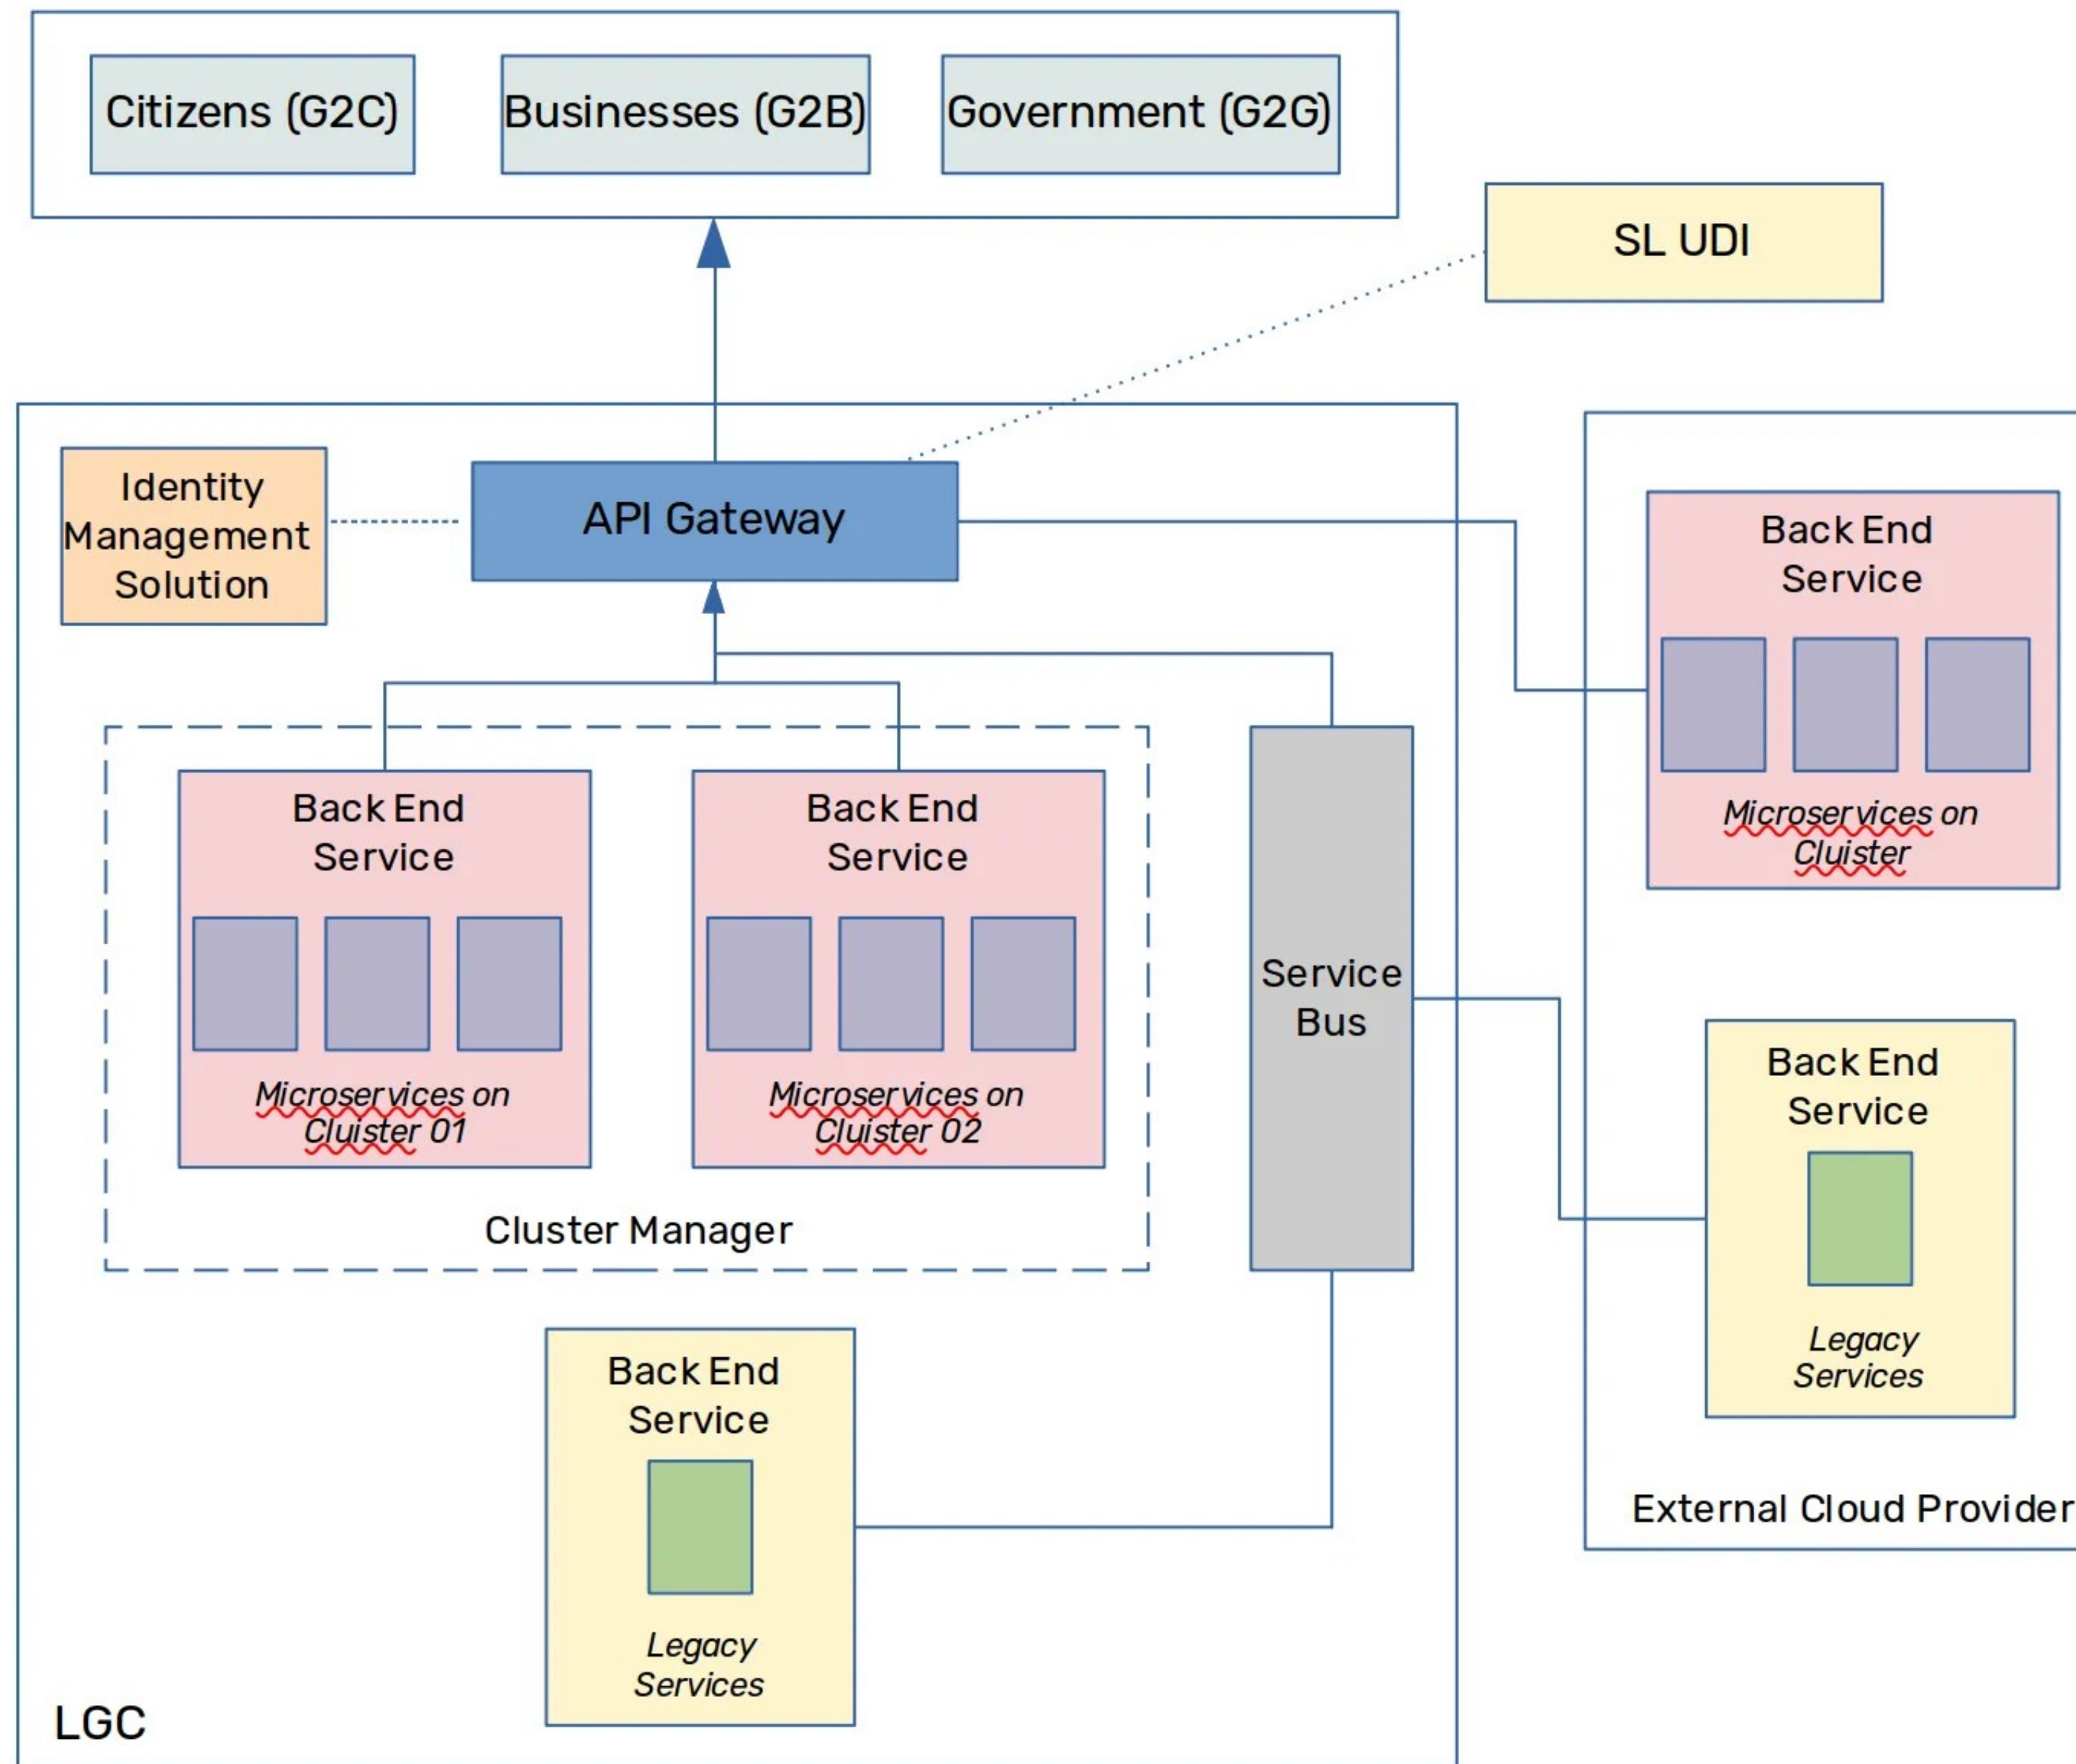 Citizens (G2C)
Businesses (G2B)
Government (G2G)
SL UDI
Identity
Management
Solution
API Gateway
Back End
Service
Microservices on
Cluister
Back End
Service
Microservices on
Cluister 01
Back End
Service
Microservices on
Cluister 02
Cluster Manager
Service
Bus
Back End
Service
Legacy
Services
External Cloud Provider
Back End
Service
Legacy
Services
LGC